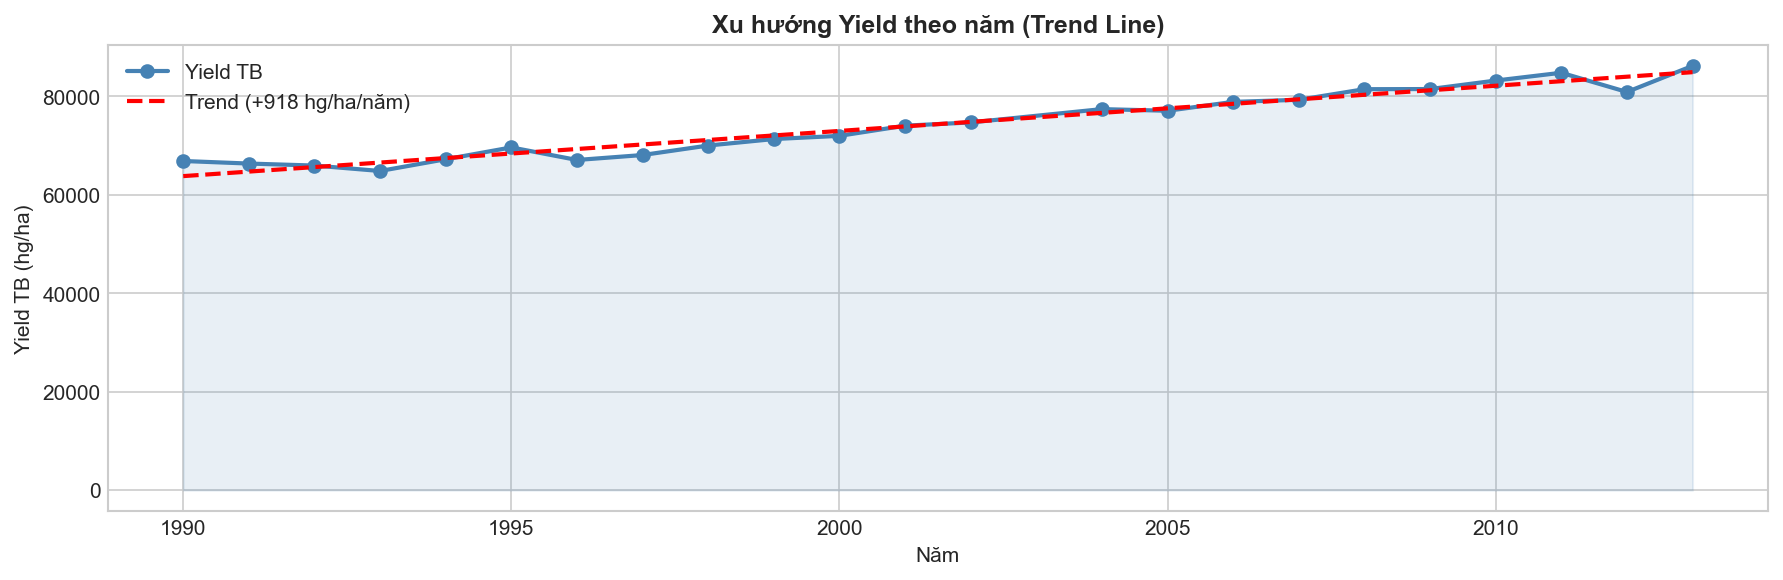 Xu hướng Yield theo năm (Trend Line)
Yield TB
Trend (+918 hg/ha/năm)
Yield TB (hg/ha)
80000
60000
40000
20000
0
1990 1995 2000 2005 2010
Năm